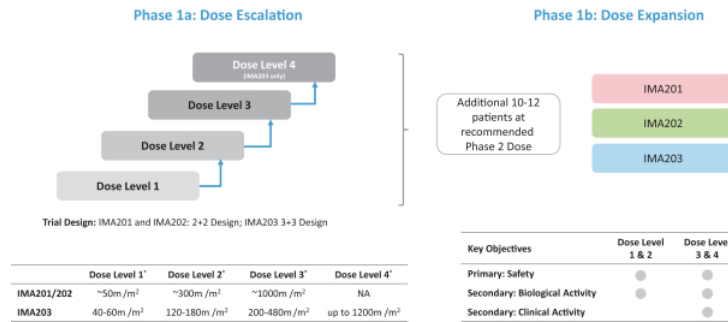 Phase 1a: Dose Escalation
Dose Level 4
(IMA203 only)
Dose Level 3
Dose Level 2
Dose Level 1
Trial Design: IMA201 and IMA202: 2+2 Design; IMA203 3+3 Design
Dose Level 1* Dose Level 2* Dose Level 3* Dose Level 4*
IMA201/202 ~50m /m² ~300m /m² ~1000m /m² NA
IMA203 40-60m /m² 120-180m /m² 200-480m /m² up to 1200m /m²
Phase 1b: Dose Expansion
Additional 10-12
patients at
recommended
Phase 2 Dose
IMA201
IMA202
IMA203
Key Objectives Dose Level
1 & 2 Dose Leve
3 & 4
Primary: Safety
Secondary: Biological Activity
Secondary: Clinical Activity